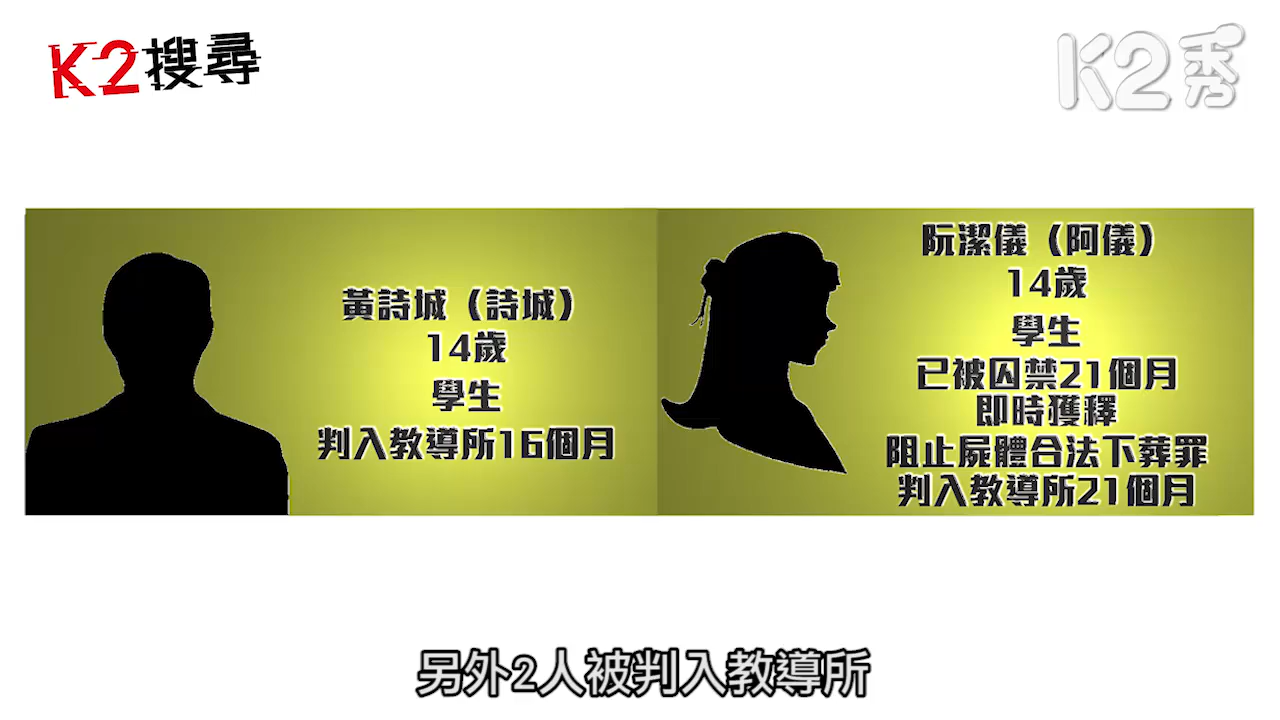 K2搜尋
K2秀
黃詩城（詩城）
14歲
學生
判入教導所16個月
阮潔儀（阿儀）
14歲
學生
已被囚禁21個月
即時獲釋
阻止屍體合法下葬罪
判入教導所21個月
另外2人被判入教導所